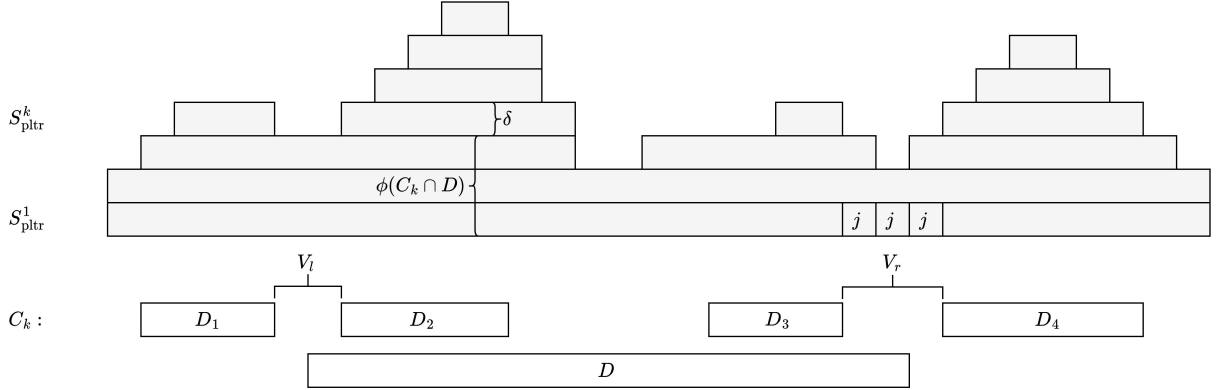 S^k_pltr δ
ϕ(C_k ∩ D)
S^1_pltr j j j
V_l V_r
C_k : D_1 D_2 D_3 D_4
D